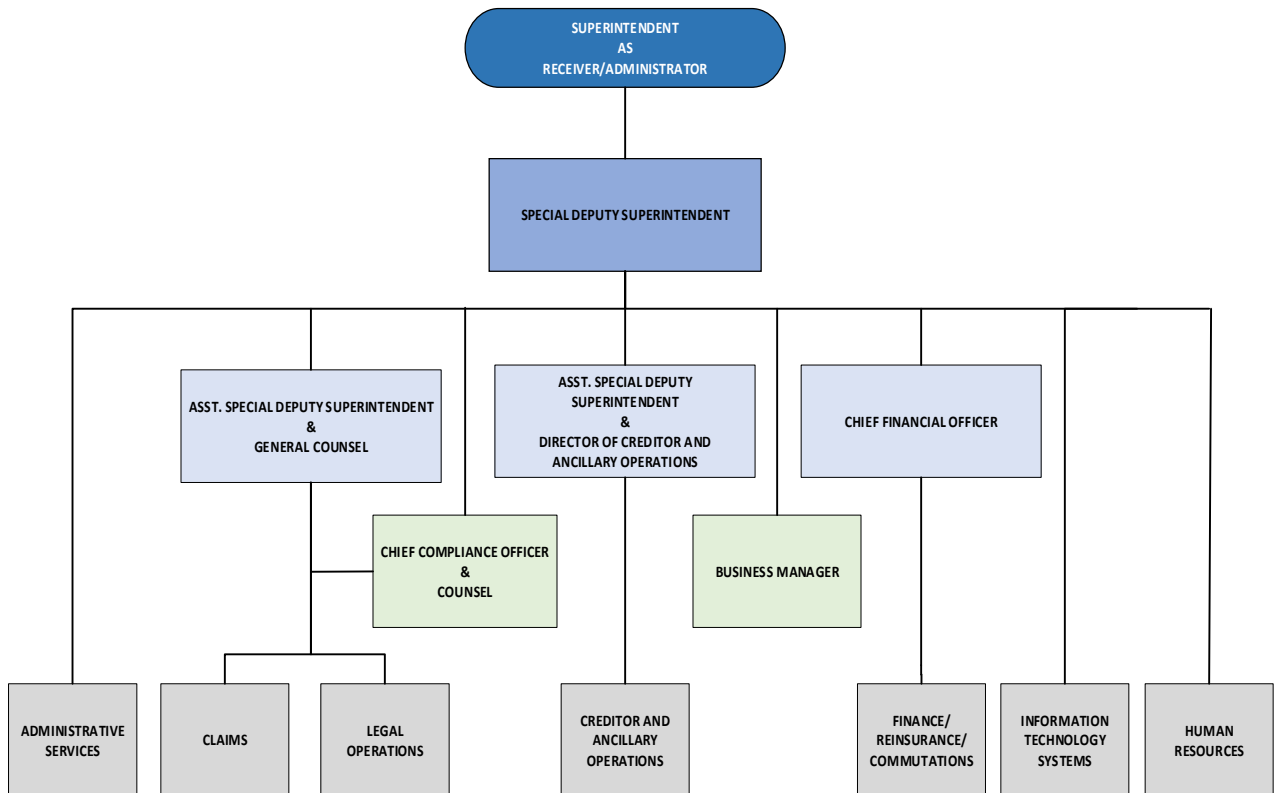 SUPERINTENDENT
AS
RECEIVER/ADMINISTRATOR
SPECIAL DEPUTY SUPERINTENDENT
ASST. SPECIAL DEPUTY SUPERINTENDENT
&
GENERAL COUNSEL
ASST. SPECIAL DEPUTY
SUPERINTENDENT
&
DIRECTOR OF CREDITOR AND
ANCILLARY OPERATIONS
CHIEF FINANCIAL OFFICER
CHIEF COMPLIANCE OFFICER
&
COUNSEL
BUSINESS MANAGER
ADMINISTRATIVE
SERVICES
CLAIMS
LEGAL
OPERATIONS
CREDITOR AND
ANCILLARY
OPERATIONS
FINANCE/
REINSURANCE/
COMMUTATIONS
INFORMATION
TECHNOLOGY
SYSTEMS
HUMAN
RESOURCES